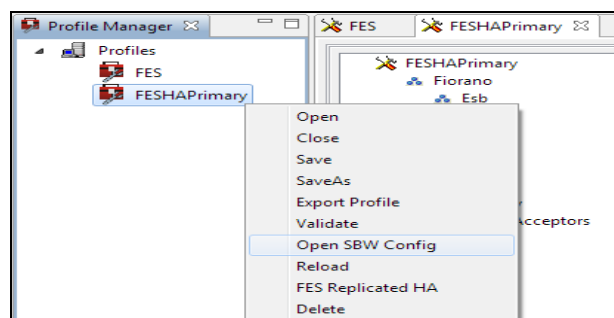 Profile Manager
FES
FESHAPrimary
Profiles
FES
FESHAPrimary
FESHAPrimary
Fiorano
Esb
Open
Close
Save
SaveAs
Export Profile
Validate
Open SBW Config
Reload
FES Replicated HA
Delete